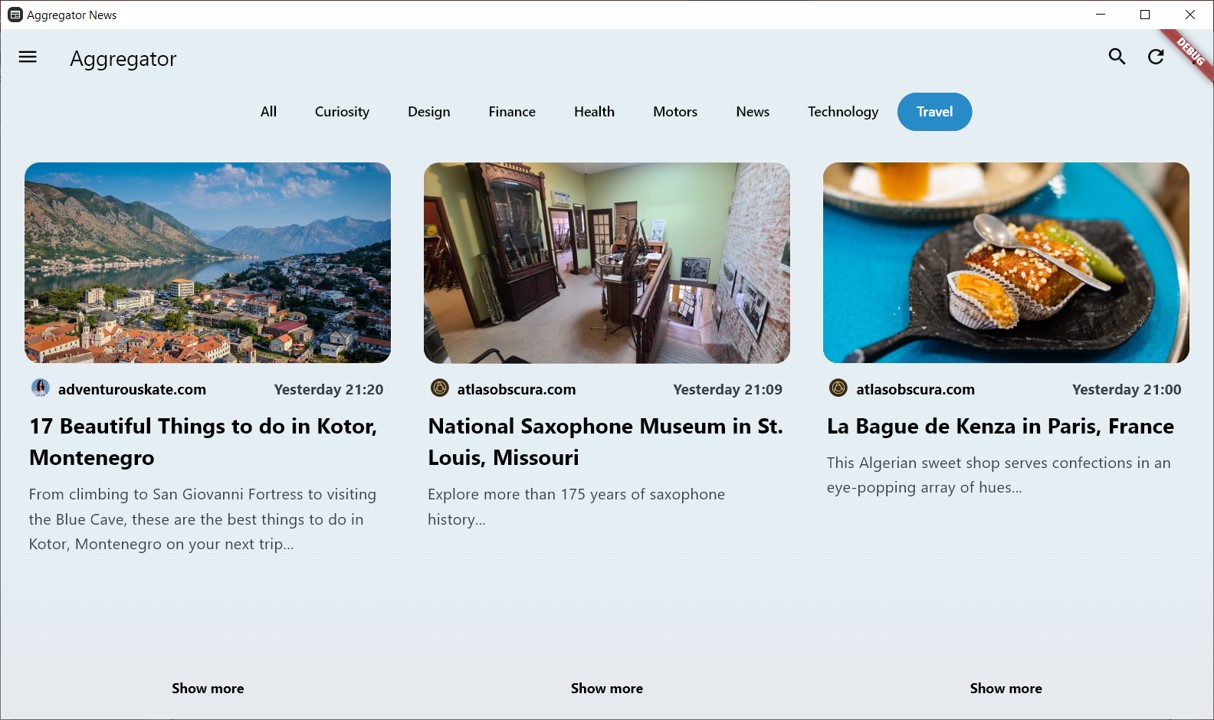 Aggregator News
Aggregator
DEBUG
All Curiosity Design Finance Health Motors News Technology Travel
adventurouskate.com Yesterday 21:20
17 Beautiful Things to do in Kotor,
Montenegro
From climbing to San Giovanni Fortress to visiting
the Blue Cave, these are the best things to do in
Kotor, Montenegro on your next trip...
Show more
atlasobscura.com Yesterday 21:09
National Saxophone Museum in St.
Louis, Missouri
Explore more than 175 years of saxophone
history...
Show more
atlasobscura.com Yesterday 21:00
La Bague de Kenza in Paris, France
This Algerian sweet shop serves confections in an
eye-popping array of hues...
Show more